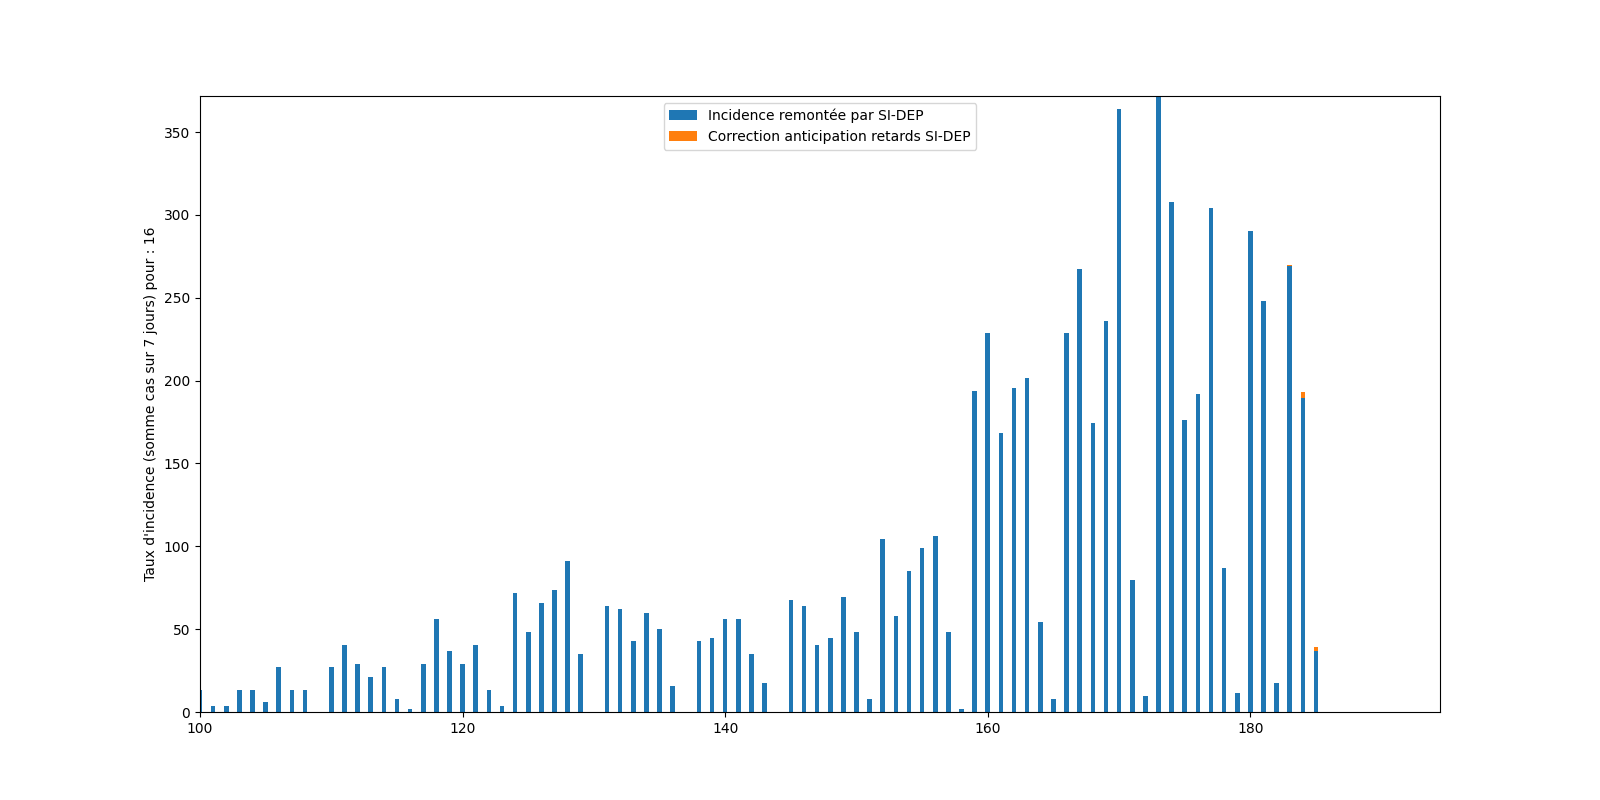 Incidence remontée par SI-DEP
Correction anticipation retards SI-DEP
Taux d'incidence (somme cas sur 7 jours) pour : 16
350
300
250
200
150
100
50
0
100 120 140 160 180